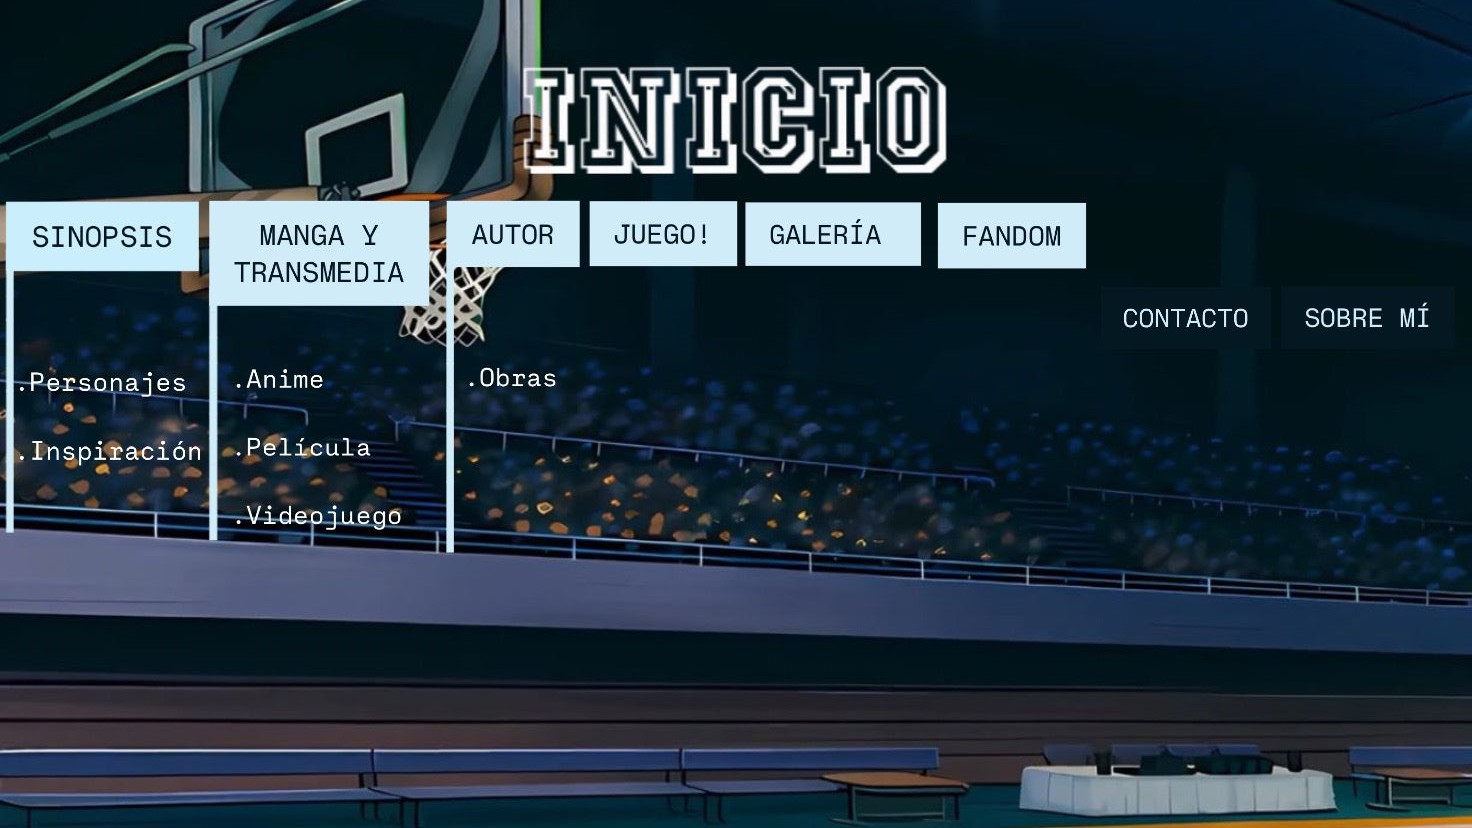 INICIO
SINOPSIS
MANGA Y
TRANSMEDIA
AUTOR
JUEGO!
GALERÍA
FANDOM
CONTACTO
SOBRE MÍ
.Personajes
.Inspiración
.Anime
.Película
.Videojuego
.Obras